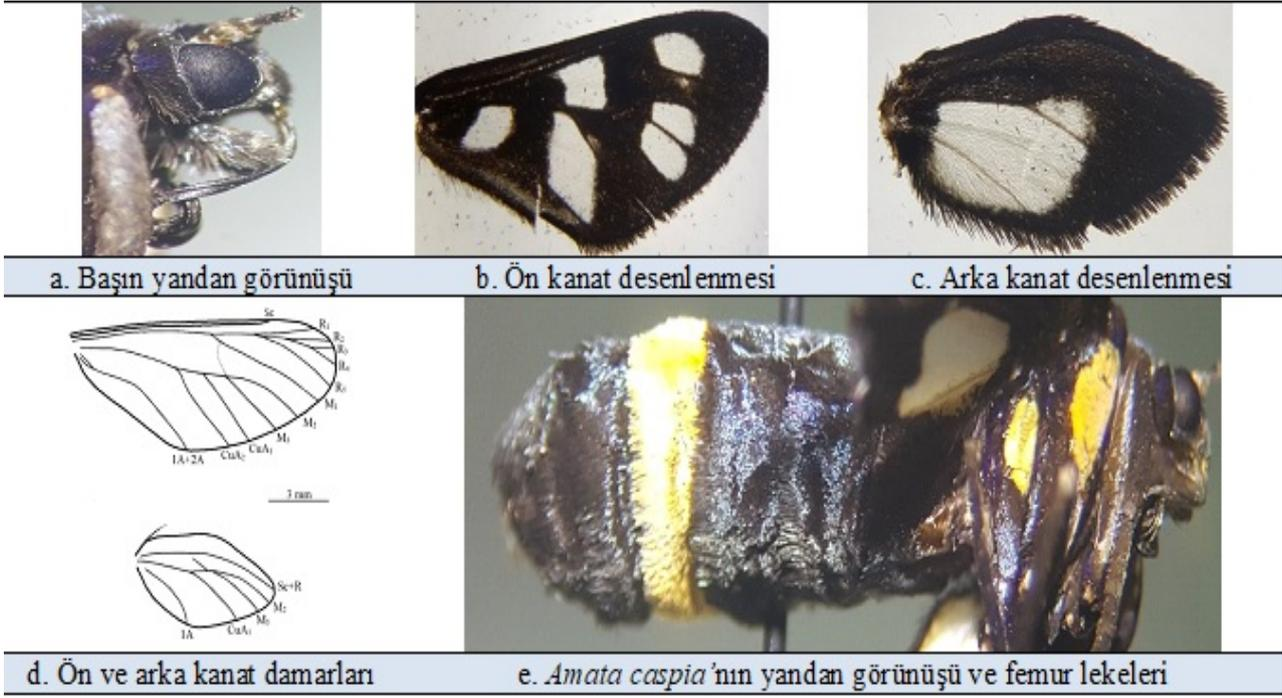 a. Başın yandan görünüşü
b. Ön kanat desenlenmesi
c. Arka kanat desenlenmesi
Sc
R₁
R₂
R₃
R₄
R₅
M₁
M₂
M₃
CuA₁
CuA₂
1A+2A
3 mm
Sc+R
M₂
M₃
CuA₁
1A
d. Ön ve arka kanat damarları
e. Amata caspia’nın yandan görünüşü ve femur lekeleri